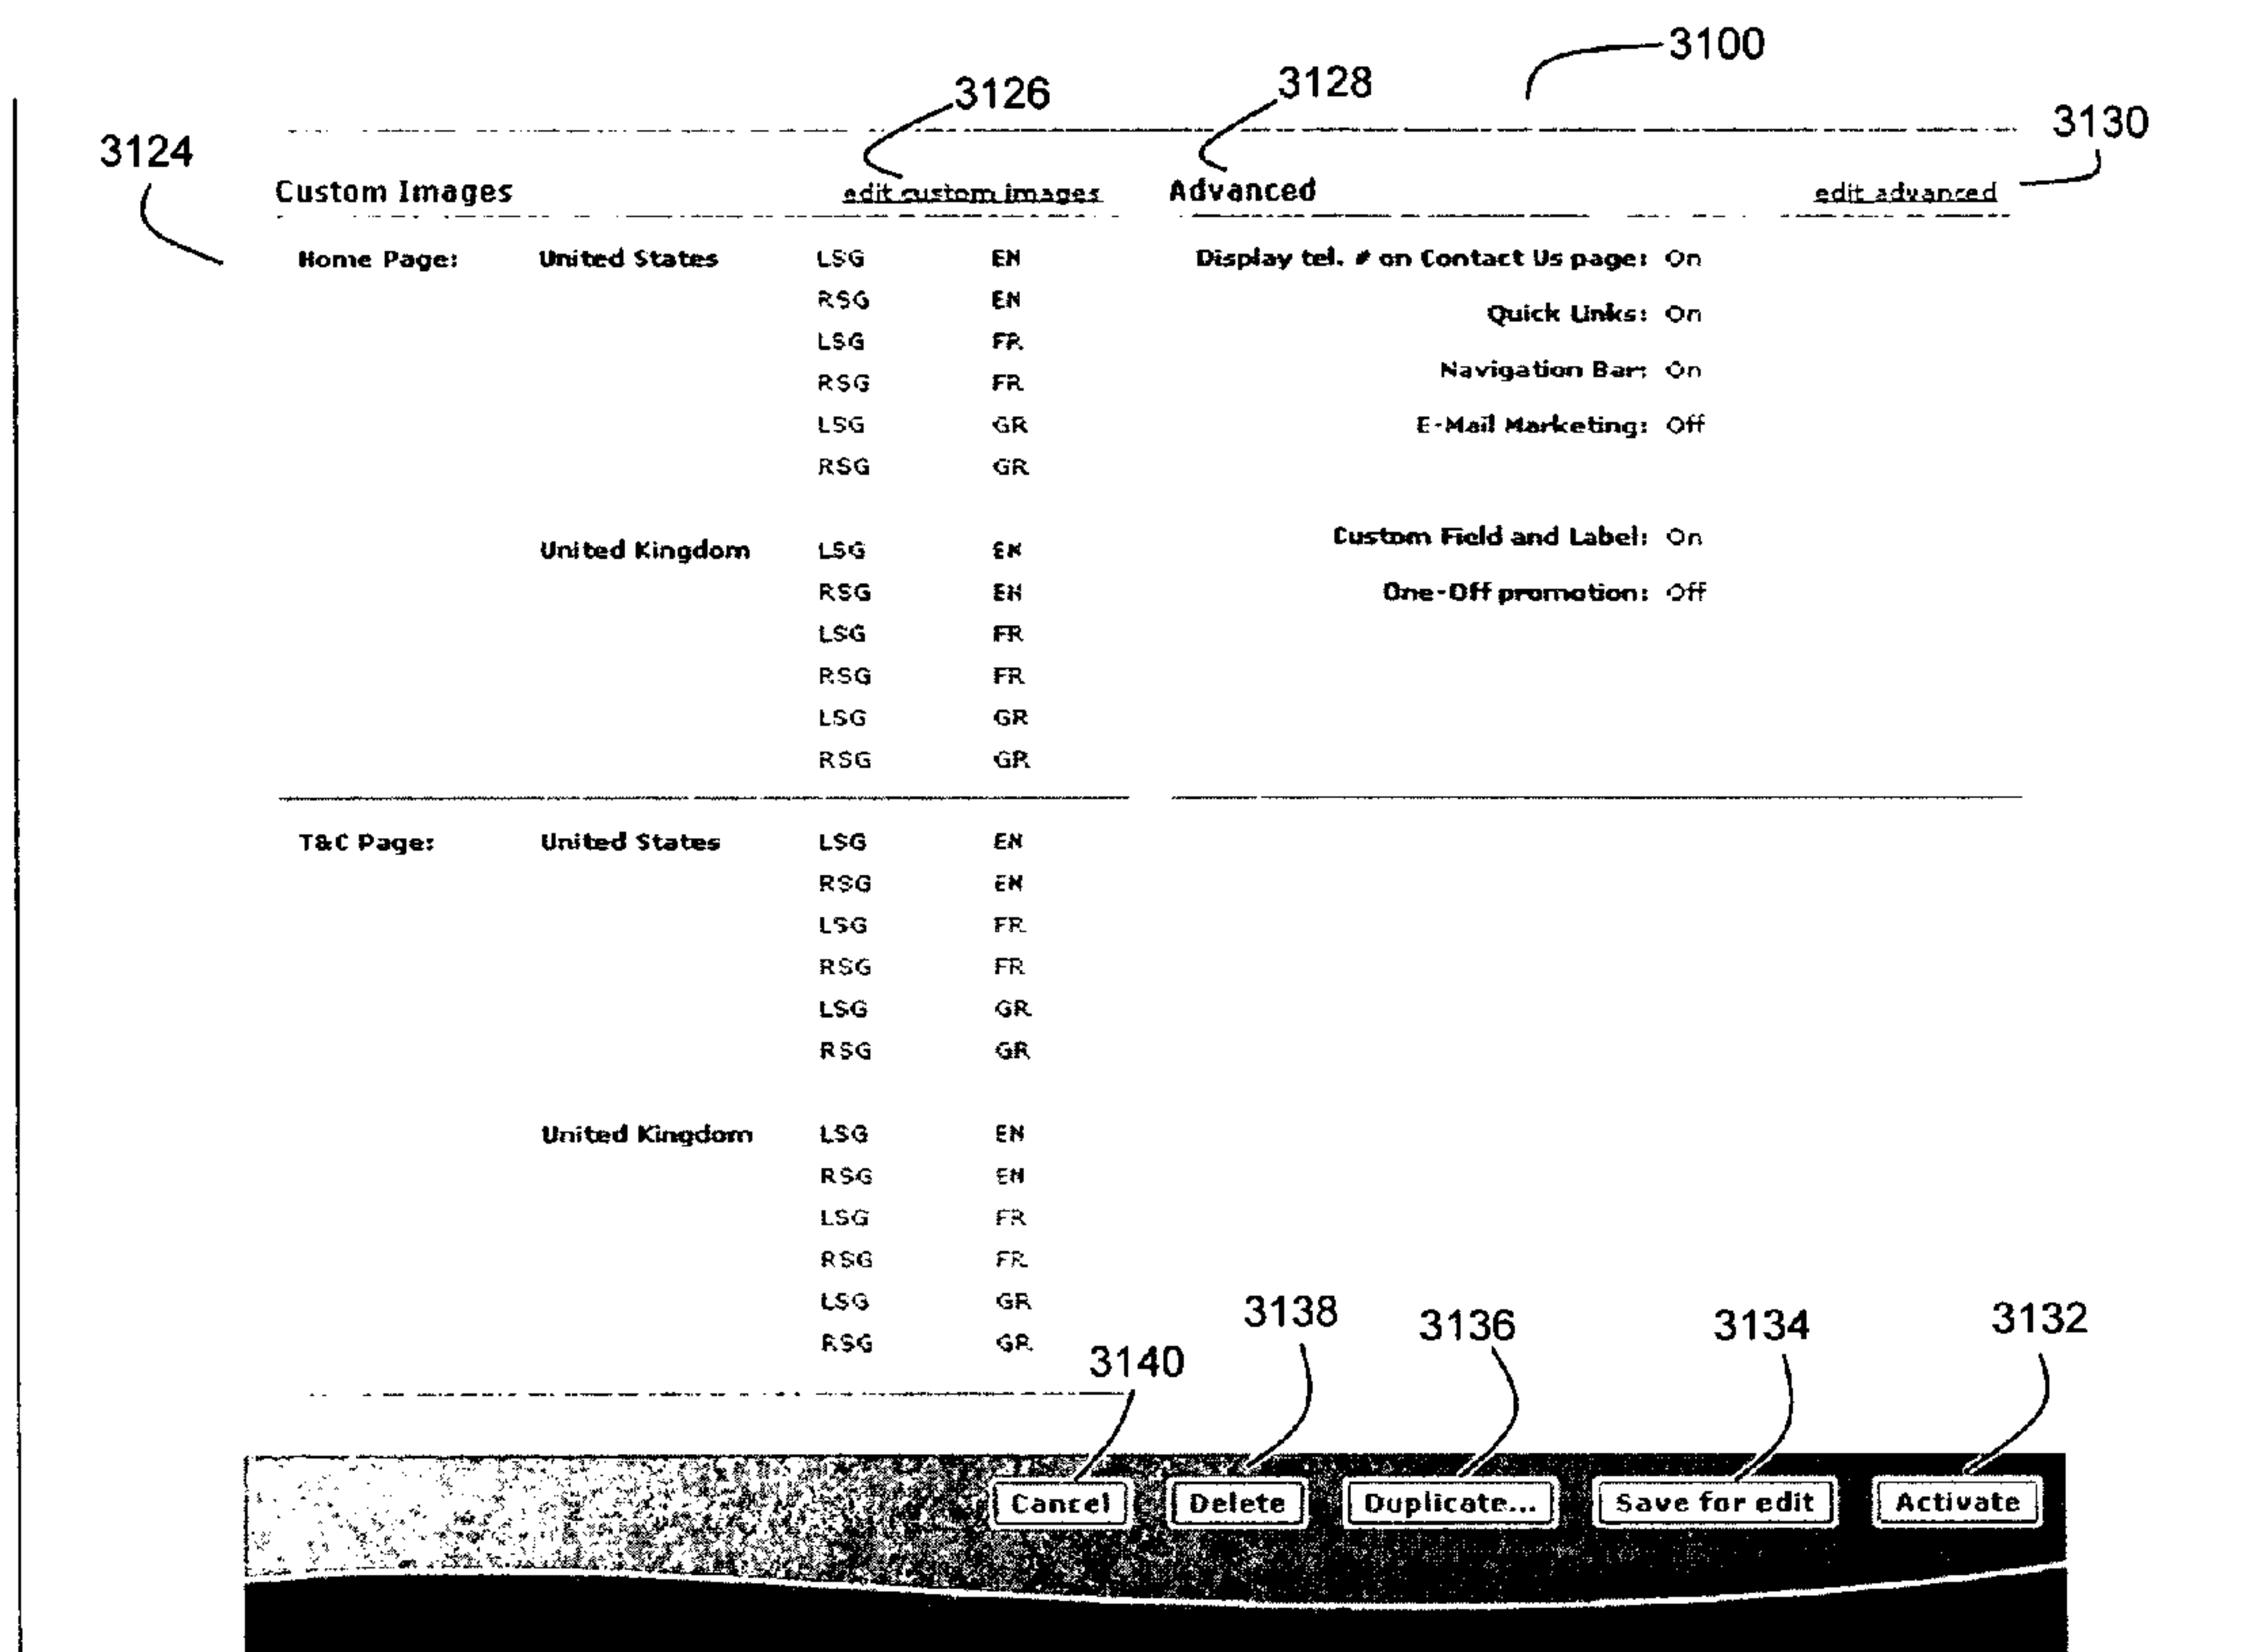 3100
3126 3128
3130
3124
Custom Images edit custom images Advanced edit advanced
Home Page: United States LSG EN Display tel. # on Contact Us page: On
RSG EN
Quick Links: On
LSG FR
Navigation Bar: On
RSG FR
LSG GR E-Mail Marketing: Off
RSG GR
Custom Field and Label: On
United Kingdom LSG EN
RSG EN One-Off promotion: Off
LSG FR
RSG FR
LSG GR
RSG GR
T&C Page: United States LSG EN
RSG EN
LSG FR
RSG FR
LSG GR
RSG GR
United Kingdom LSG EN
RSG EN
LSG FR
RSG FR
LSG GR
RSG GR
3140 3138 3136 3134 3132
Cancel Delete Duplicate... Save for edit Activate